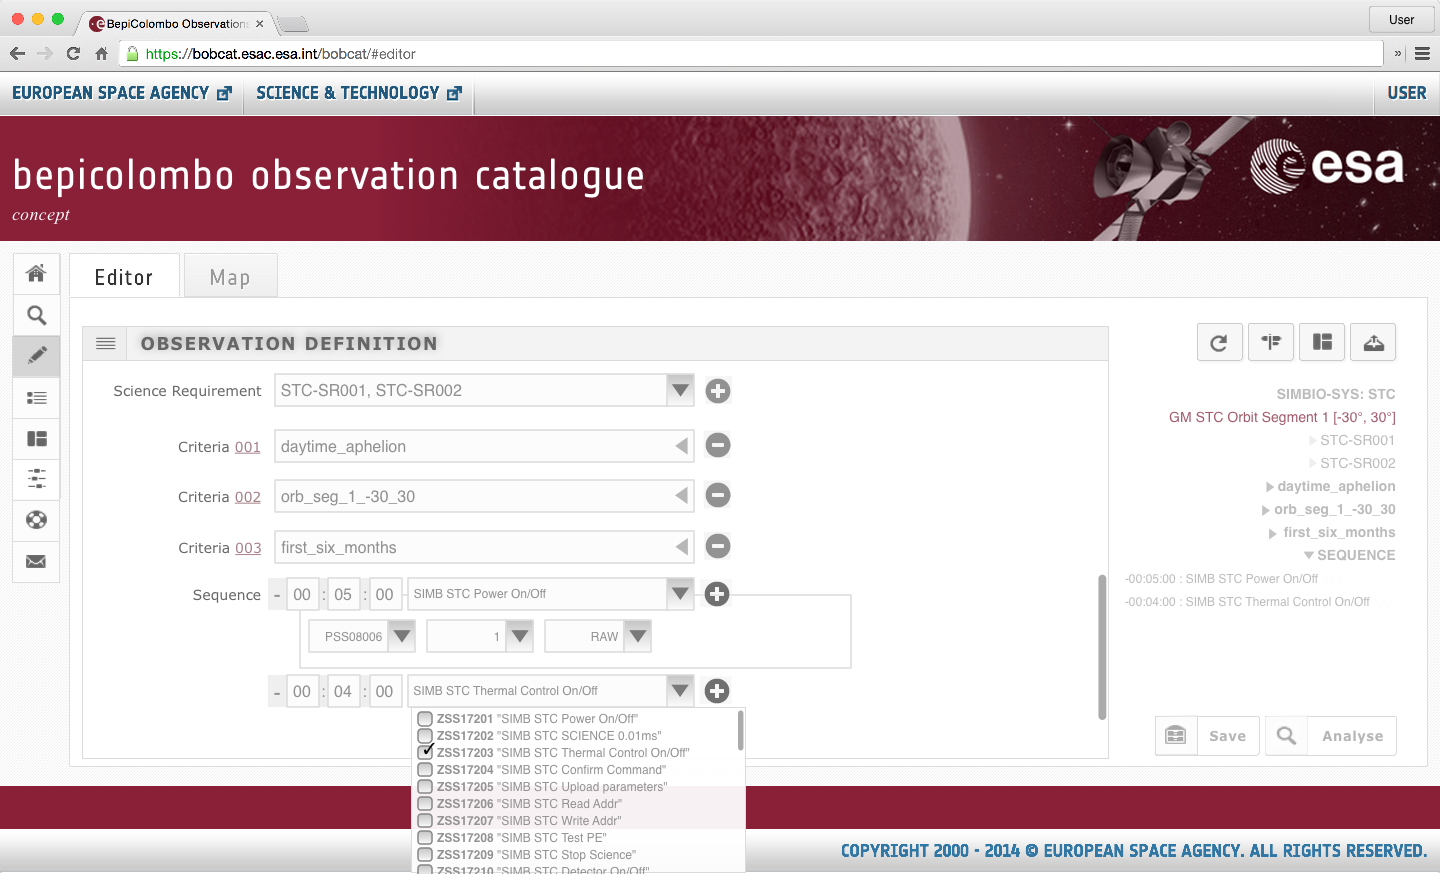 BepiColombo Observation
User
https://bobcat.esac.esa.int/bobcat/#editor
»
EUROPEAN SPACE AGENCY SCIENCE & TECHNOLOGY USER
bepicolombo observation catalogue
concept
esa
Editor Map
OBSERVATION DEFINITION
Science Requirement STC-SR001, STC-SR002
Criteria 001 daytime_aphelion
Criteria 002 orb_seg_1_-30_30
Criteria 003 first_six_months
Sequence - 00 : 05 : 00 SIMB STC Power On/Off
PSS08006 1 RAW
- 00 : 04 : 00 SIMB STC Thermal Control On/Off
ZSS17201 "SIMB STC Power On/Off"
ZSS17202 "SIMB STC SCIENCE 0.01ms"
ZSS17203 "SIMB STC Thermal Control On/Off"
ZSS17204 "SIMB STC Confirm Command"
ZSS17205 "SIMB STC Upload parameters"
ZSS17206 "SIMB STC Read Addr"
ZSS17207 "SIMB STC Write Addr"
ZSS17208 "SIMB STC Test PE"
ZSS17209 "SIMB STC Stop Science"
ZSS17210 "SIMB STC Detector On/Off"
SIMBIO-SYS: STC
GM STC Orbit Segment 1 [-30°, 30°]
STC-SR001
STC-SR002
daytime_aphelion
orb_seg_1_-30_30
first_six_months
SEQUENCE
-00:05:00 : SIMB STC Power On/Off
-00:04:00 : SIMB STC Thermal Control On/Off
Save Analyse
COPYRIGHT 2000 - 2014 © EUROPEAN SPACE AGENCY. ALL RIGHTS RESERVED.